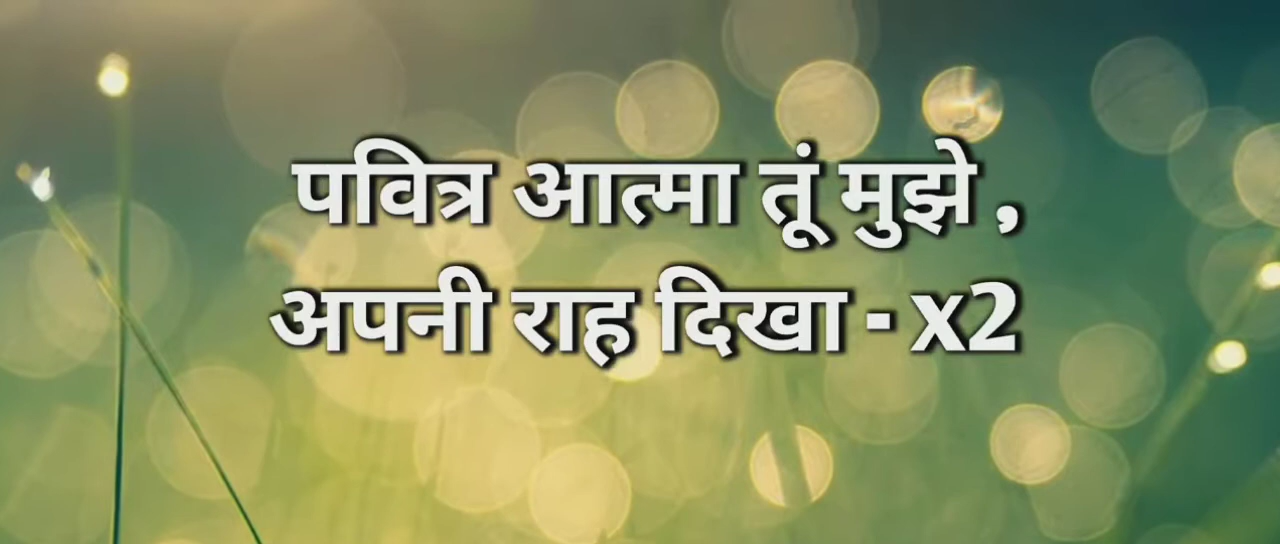 पवित्र आत्मा तूं मुझे ,
अपनी राह दिखा - x2